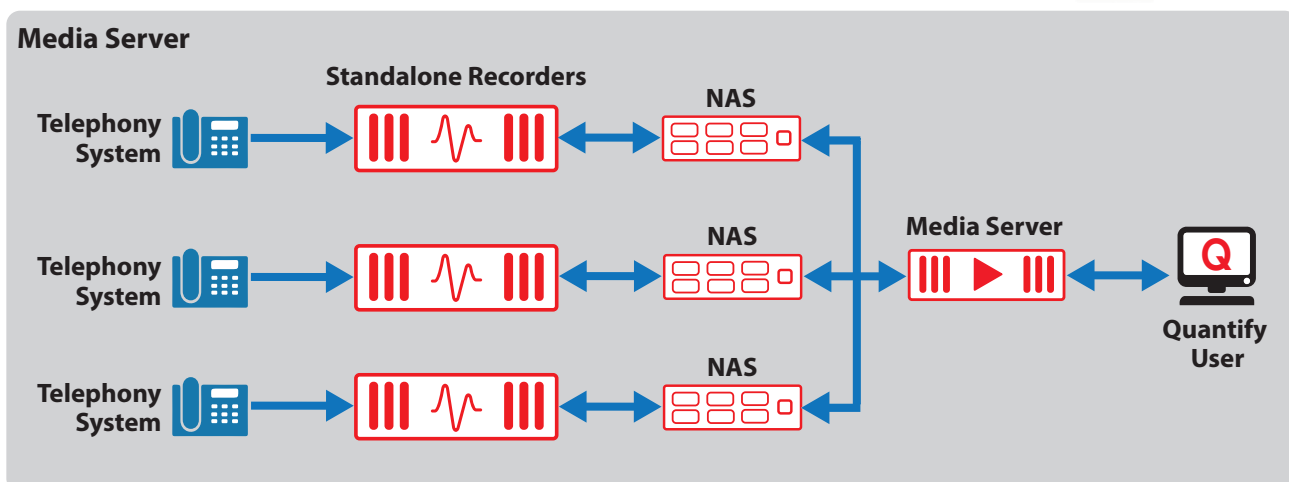 Media Server
Standalone Recorders
NAS
Telephony
System
NAS
Media Server
Telephony
System
Q
Quantify
User
NAS
Telephony
System